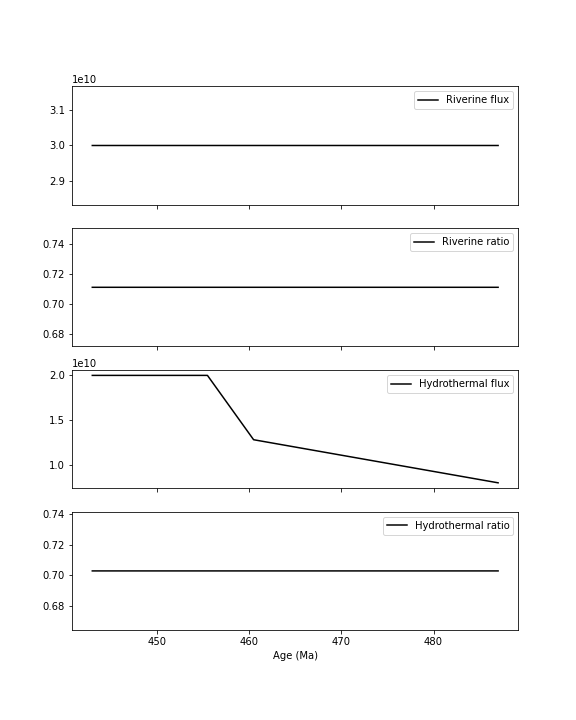 1e10
Riverine flux
3.1
3.0
2.9
Riverine ratio
0.74
0.72
0.70
0.68
1e10
Hydrothermal flux
2.0
1.5
1.0
Hydrothermal ratio
0.74
0.72
0.70
0.68
450 460 470 480
Age (Ma)